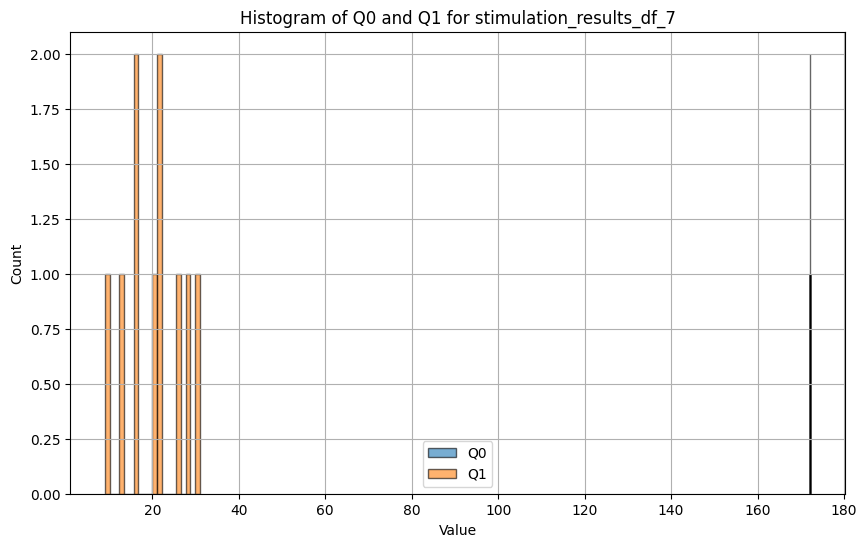 Histogram of Q0 and Q1 for stimulation_results_df_7
2.00
1.75
1.50
1.25
1.00
0.75
0.50
0.25
0.00
Count
Q0
Q1
20 40 60 80 100 120 140 160 180
Value